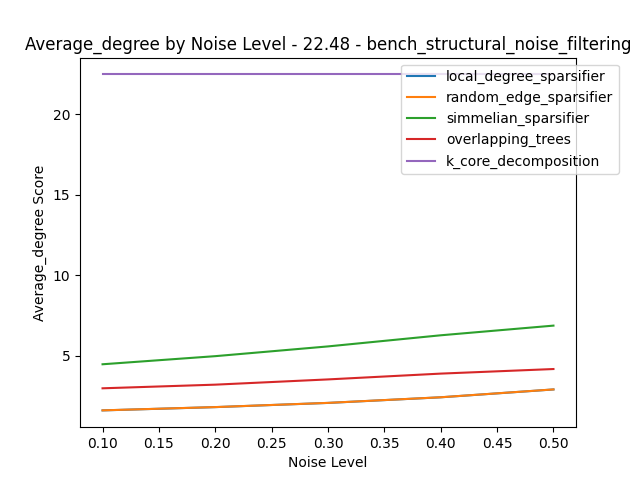 Average_degree by Noise Level - 22.48 - bench_structural_noise_filtering
local_degree_sparsifier
random_edge_sparsifier
simmelian_sparsifier
overlapping_trees
k_core_decomposition
Average_degree Score
20
15
10
5
0.10 0.15 0.20 0.25 0.30 0.35 0.40 0.45 0.50
Noise Level